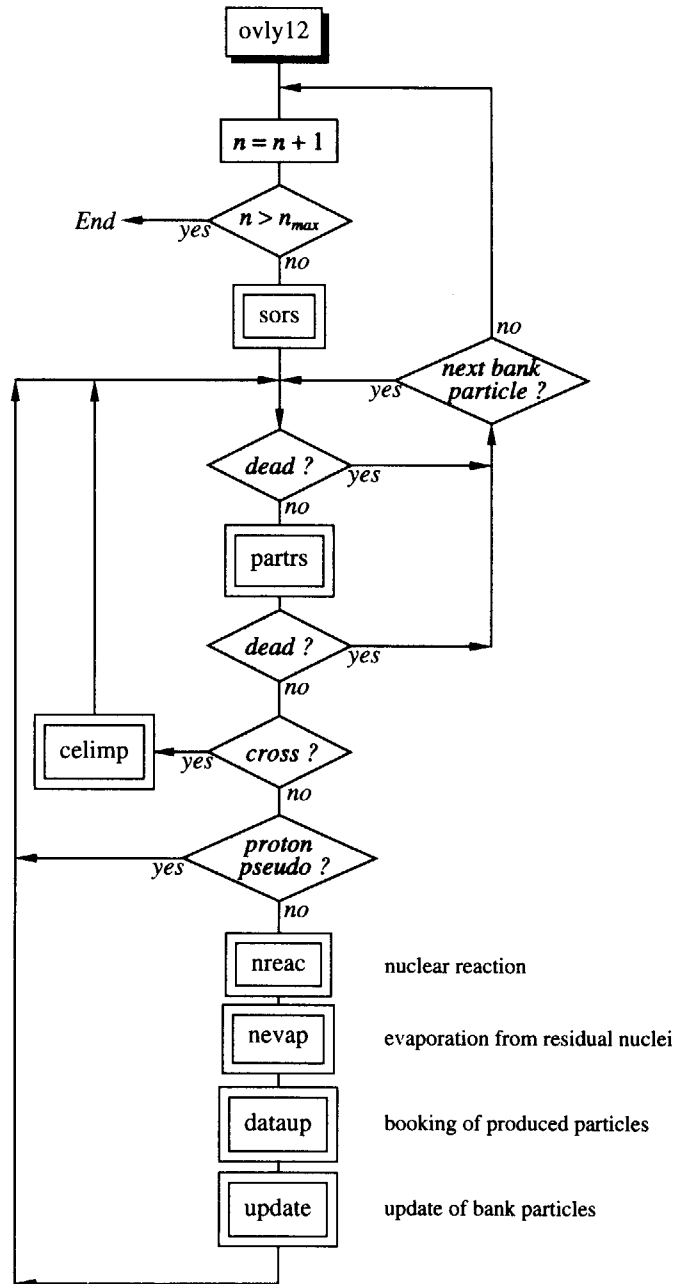 ovly12
n = n + 1
n > nmax
End
yes
no
sors
no
next bank
particle ?
yes
dead ?
yes
no
partrs
dead ?
yes
no
celimp
yes
cross ?
no
proton
pseudo ?
yes
no
nreac
nuclear reaction
nevap
evaporation from residual nuclei
dataup
booking of produced particles
update
update of bank particles